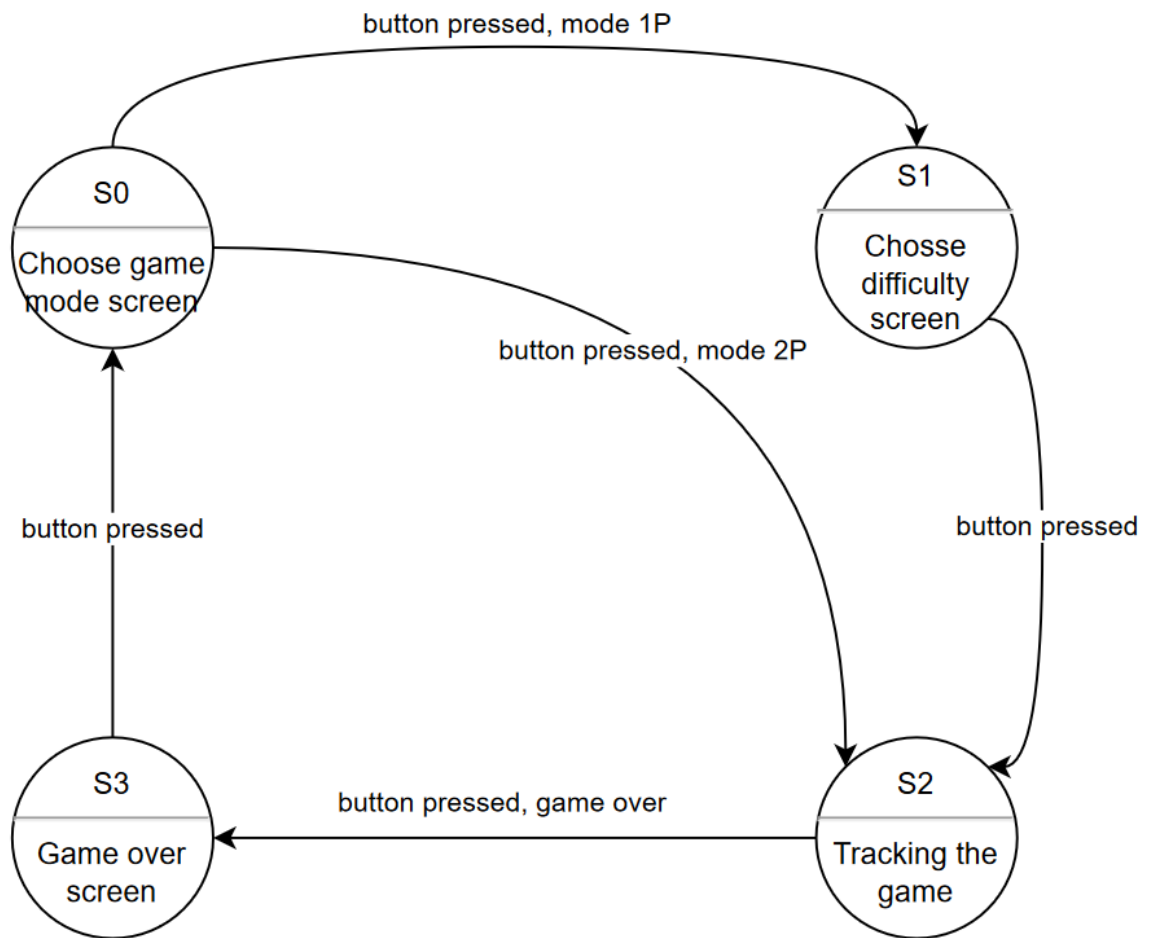 button pressed, mode 1P
S0
Choose game
mode screen
S1
Chosse
difficulty
screen
button pressed, mode 2P
button pressed
button pressed
S3
Game over
screen
button pressed, game over
S2
Tracking the
game